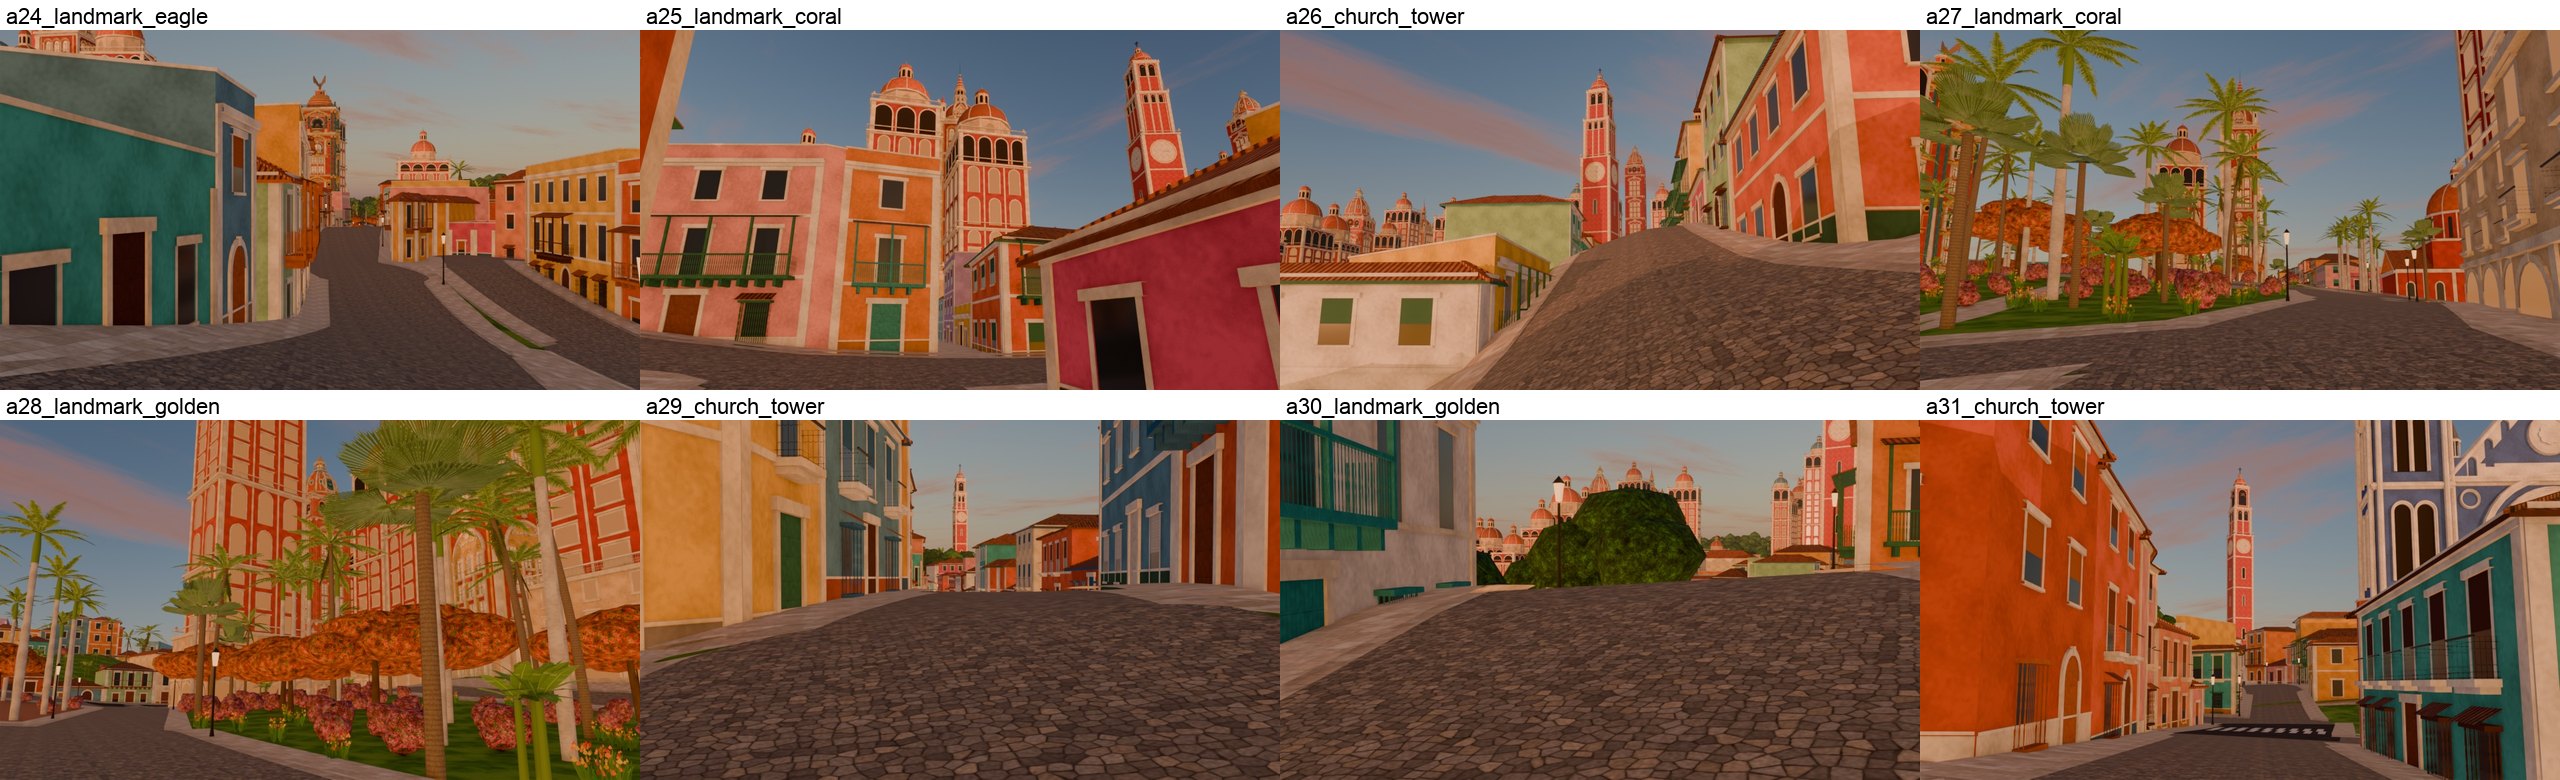 a24_landmark_eagle
a25_landmark_coral
a26_church_tower
a27_landmark_coral
a28_landmark_golden
a29_church_tower
a30_landmark_golden
a31_church_tower